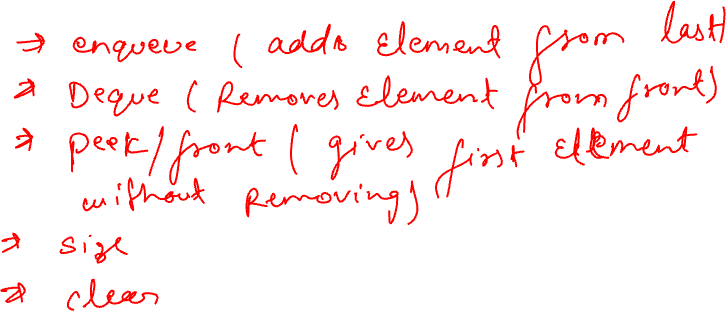 → enqueue ( adds Element from last)
→ Deque ( Removes Element from front)
→ peek/front ( gives first Element
without Removing)
→ size
→ clear